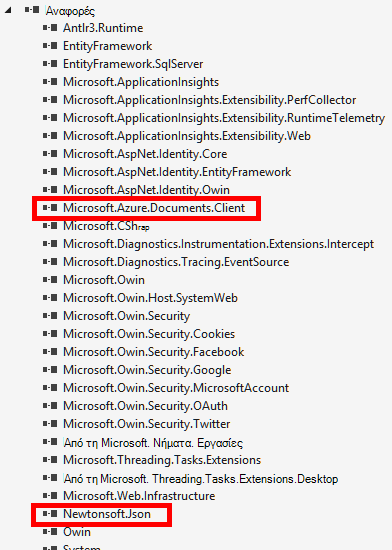 Αναφορές
Antlr3.Runtime
EntityFramework
EntityFramework.SqlServer
Microsoft.ApplicationInsights
Microsoft.ApplicationInsights.Extensibility.PerfCollector
Microsoft.ApplicationInsights.Extensibility.RuntimeTelemetry
Microsoft.ApplicationInsights.Extensibility.Web
Microsoft.AspNet.Identity.Core
Microsoft.AspNet.Identity.EntityFramework
Microsoft.AspNet.Identity.Owin
Microsoft.Azure.Documents.Client
Microsoft.CShrap
Microsoft.Diagnostics.Instrumentation.Extensions.Intercept
Microsoft.Diagnostics.Tracing.EventSource
Microsoft.Owin
Microsoft.Owin.Host.SystemWeb
Microsoft.Owin.Security
Microsoft.Owin.Security.Cookies
Microsoft.Owin.Security.Facebook
Microsoft.Owin.Security.Google
Microsoft.Owin.Security.MicrosoftAccount
Microsoft.Owin.Security.OAuth
Microsoft.Owin.Security.Twitter
Από τη Microsoft. Νήματα. Εργασίες
Microsoft.Threading.Tasks.Extensions
Από τη Microsoft. Threading.Tasks.Extensions.Desktop
Microsoft.Web.Infrastructure
Newtonsoft.Json
Owin
System